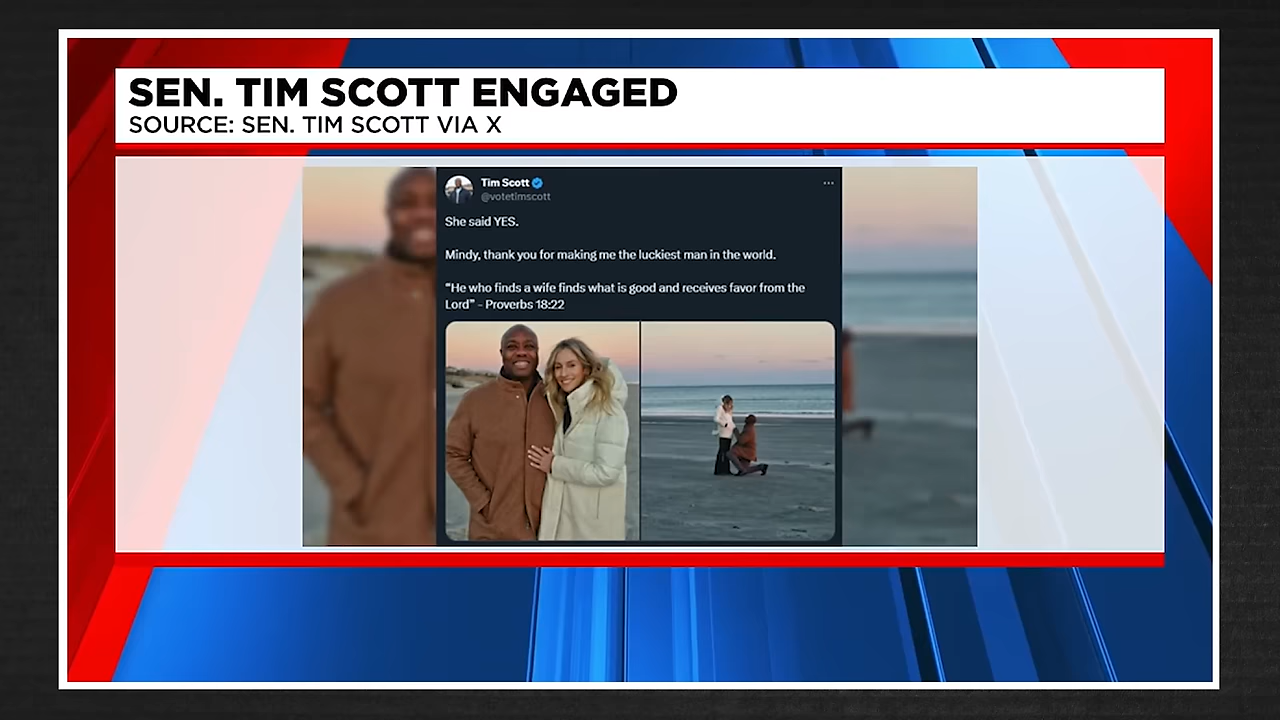 SEN. TIM SCOTT ENGAGED
SOURCE: SEN. TIM SCOTT VIA X
Tim Scott
@votetimscott
She said YES.
Mindy, thank you for making me the luckiest man in the world.
“He who finds a wife finds what is good and receives favor from the
Lord” - Proverbs 18:22